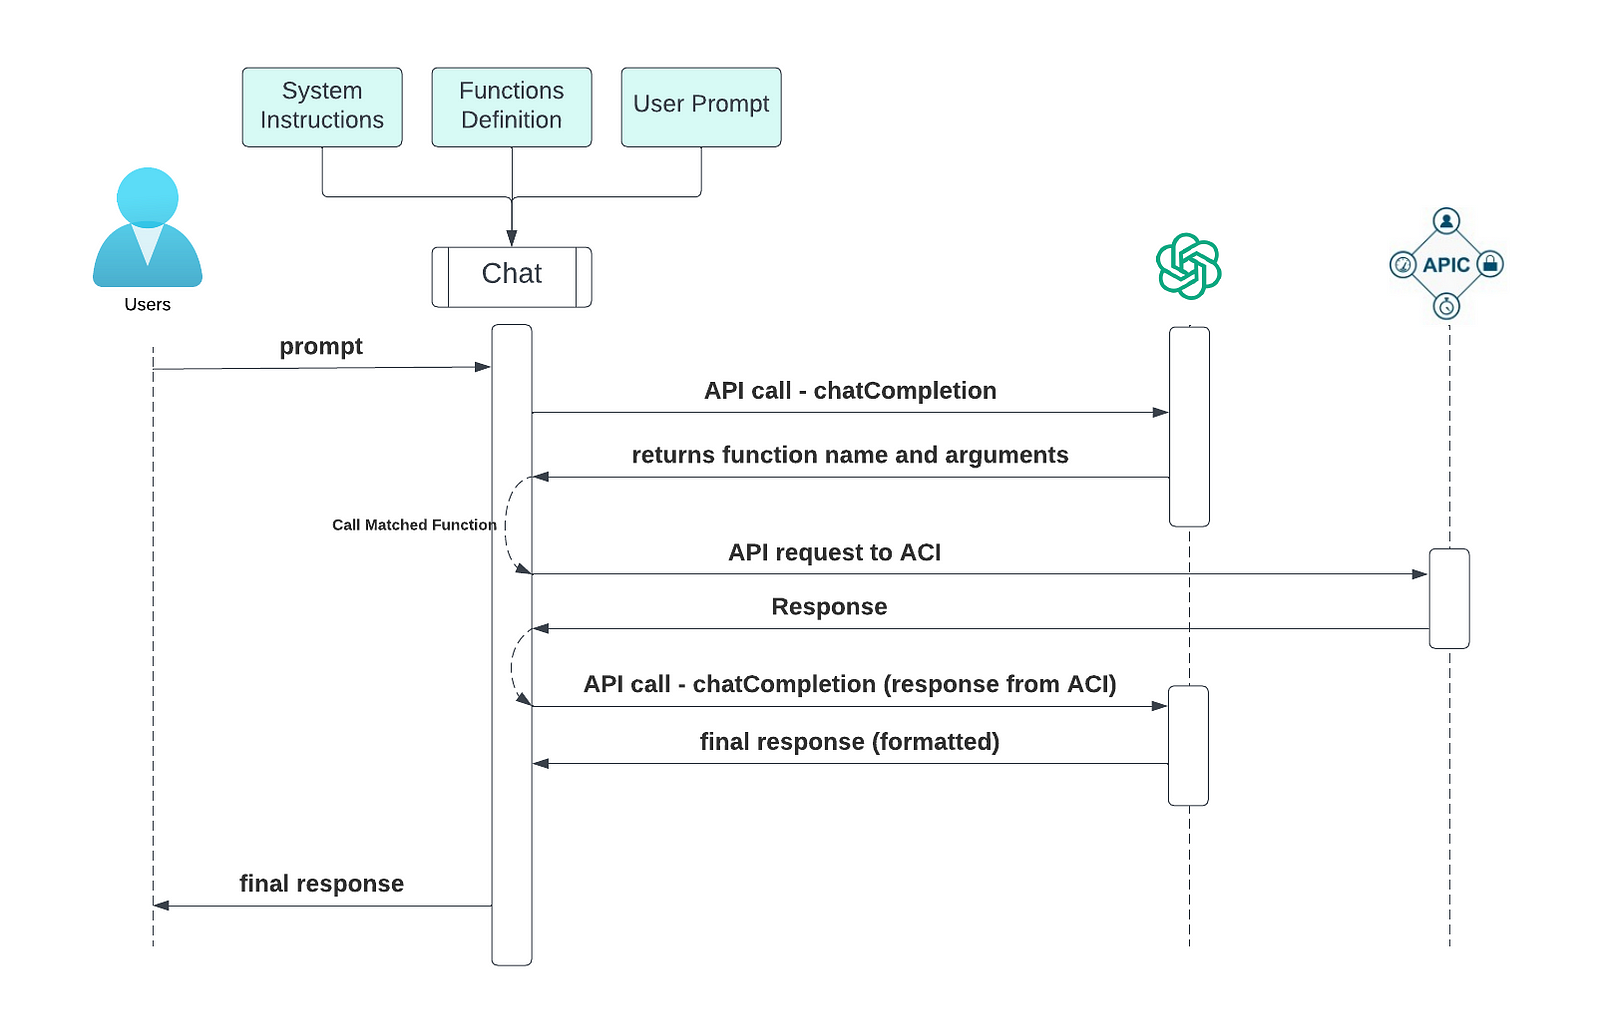 System
Instructions
Functions
Definition
User Prompt
Users
Chat
APIC
prompt
API call - chatCompletion
returns function name and arguments
Call Matched Function
API request to ACI
Response
API call - chatCompletion (response from ACI)
final response (formatted)
final response